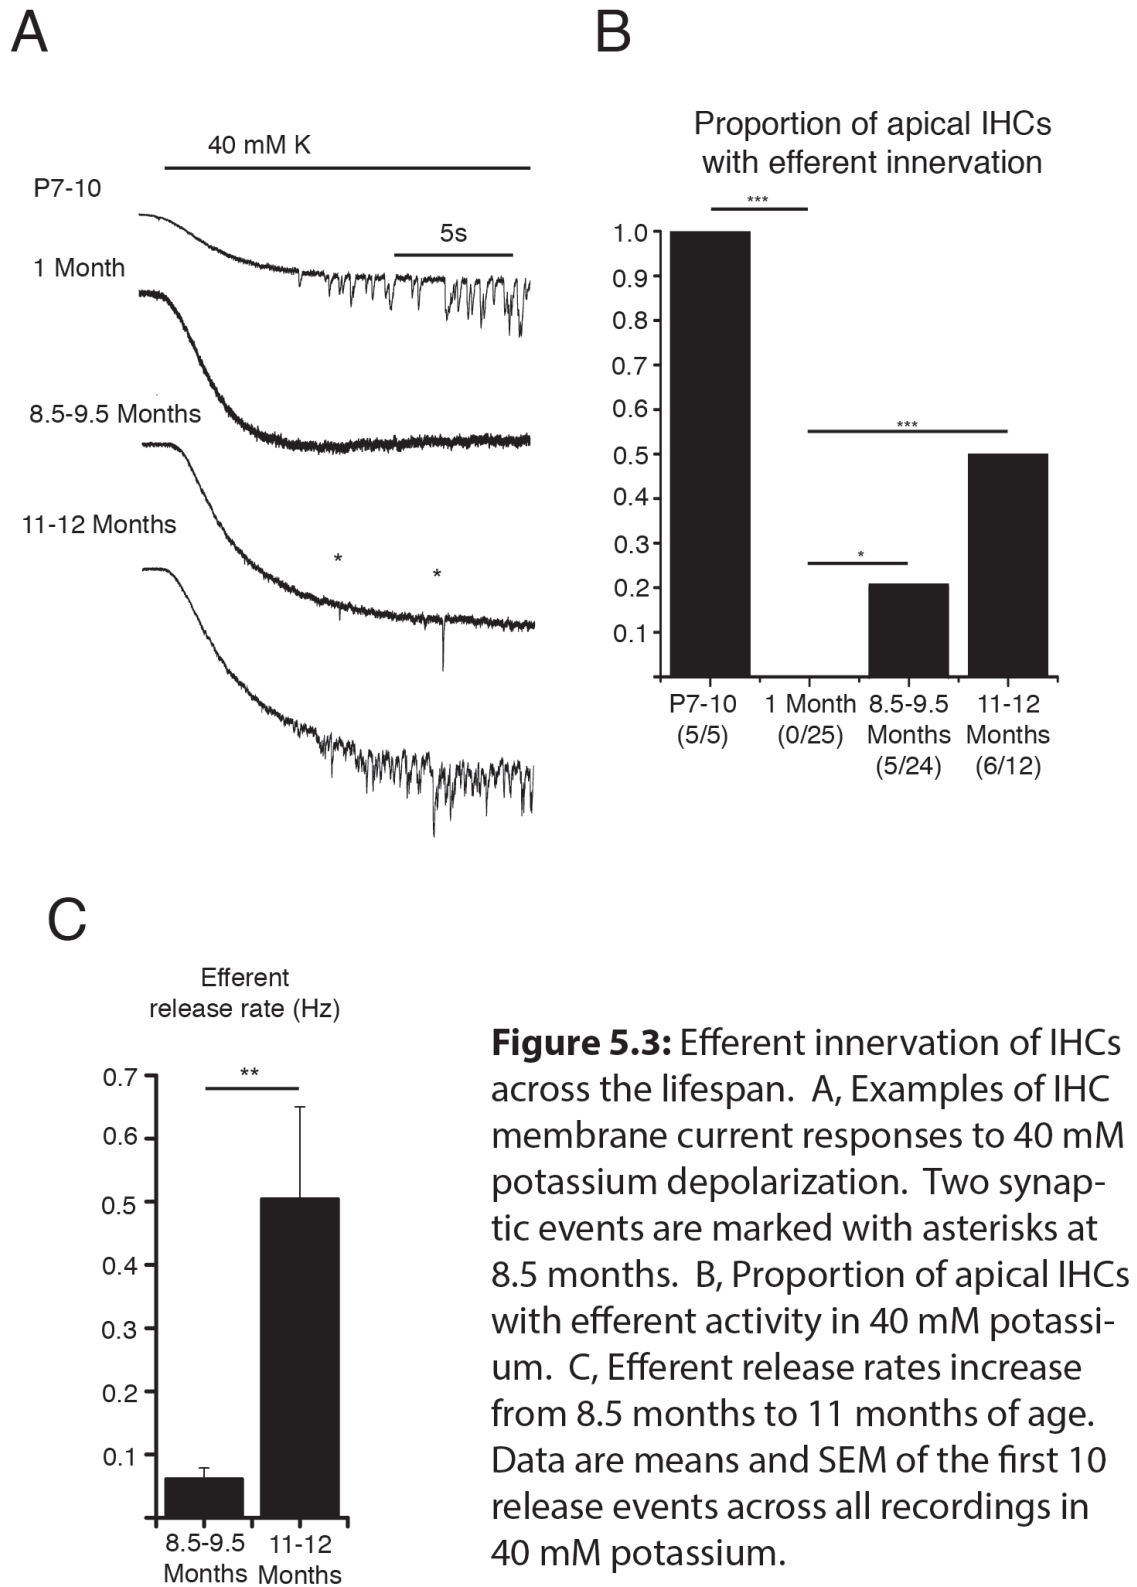 A
40 mM K
P7-10
5s
1 Month
8.5-9.5 Months
*
*
11-12 Months
B
Proportion of apical IHCs
with efferent innervation
***
1.0
0.9
0.8
0.7
0.6
***
0.5
0.4
0.3
*
0.2
0.1
P7-10
(5/5)
1 Month
(0/25)
8.5-9.5
Months
(5/24)
11-12
Months
(6/12)
C
Efferent
release rate (Hz)
0.7
**
0.6
0.5
0.4
0.3
0.2
0.1
8.5-9.5
Months
11-12
Months
Figure 5.3: Efferent innervation of IHCs
across the lifespan.  A, Examples of IHC
membrane current responses to 40 mM
potassium depolarization.  Two synap-
tic events are marked with asterisks at
8.5 months.  B, Proportion of apical IHCs
with efferent activity in 40 mM potassi-
um.  C, Efferent release rates increase
from 8.5 months to 11 months of age.
Data are means and SEM of the first 10
release events across all recordings in
40 mM potassium.